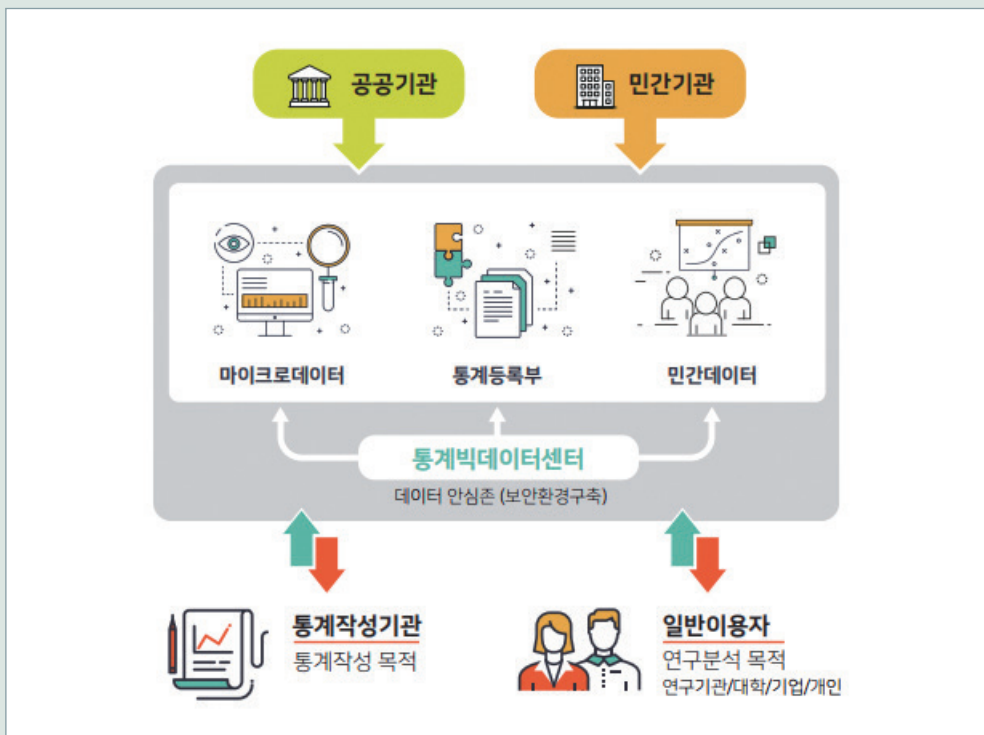 공공기관
민간기관
마이크로데이터
통계등록부
민간데이터
통계빅데이터센터
데이터 안심존 (보안환경구축)
통계작성기관
통계작성 목적
일반이용자
연구분석 목적
연구기관/대학/기업/개인